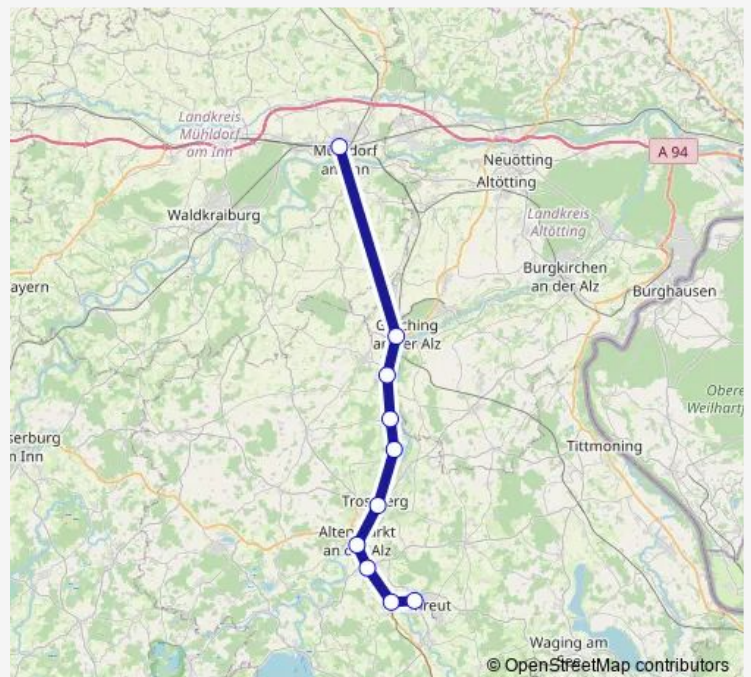 Landkreis
Mühldorf
am Inn
Neuötting
A 94
Altötting
Waldkraiburg
Landkreis
Altötting
Burgkirchen
an der Alz
ayern
Burghausen
Obere
Weilhart
serburg
n Inn
Tittmoning
reut
Waging am
© OpenStreetMap contributors